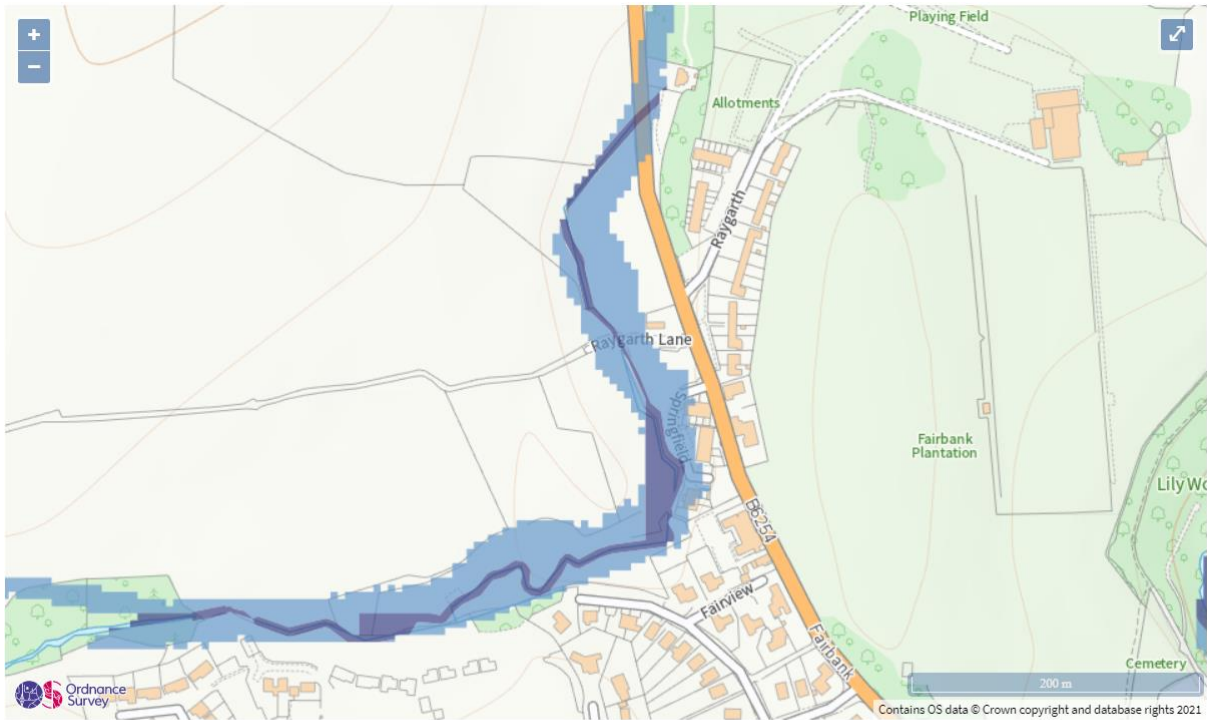 +
−
Playing Field
Allotments
Raygarth
Raygarth Lane
Springfield
Fairbank
Plantation
Lily Wo
B6254
Fairview
Fairbank
Cemetery
200 m
Ordnance
Survey
Contains OS data © Crown copyright and database rights 2021